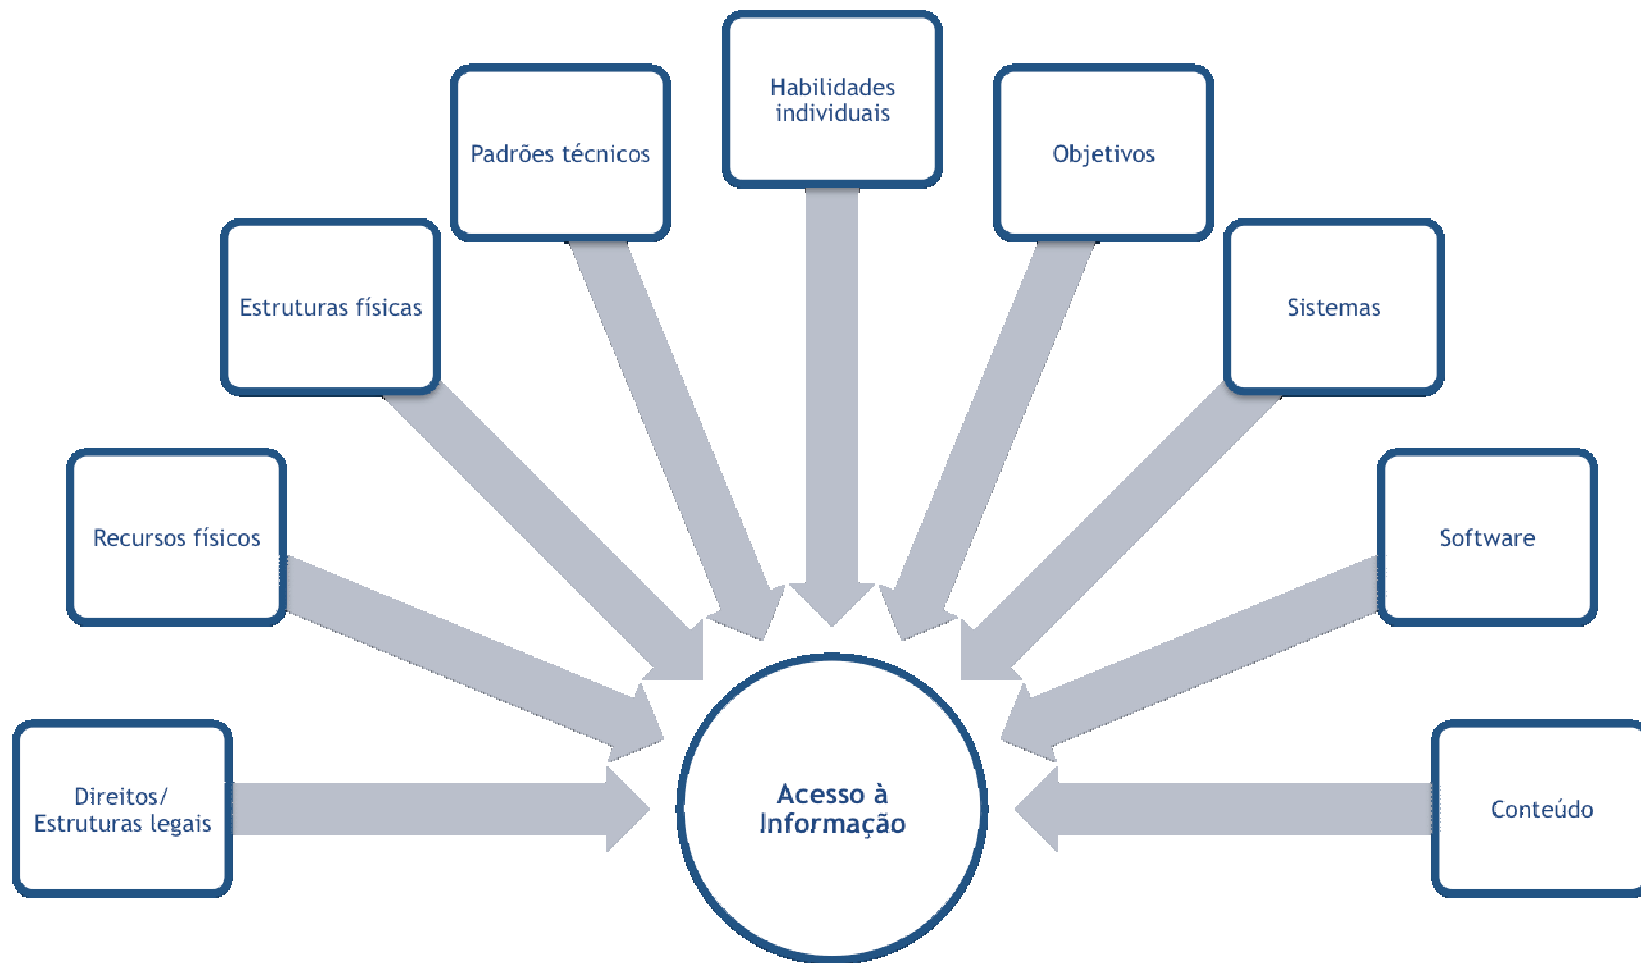 Habilidades
individuais
Padrões técnicos
Objetivos
Estruturas físicas
Sistemas
Recursos físicos
Software
Direitos/
Estruturas legais
Acesso à
Informação
Conteúdo